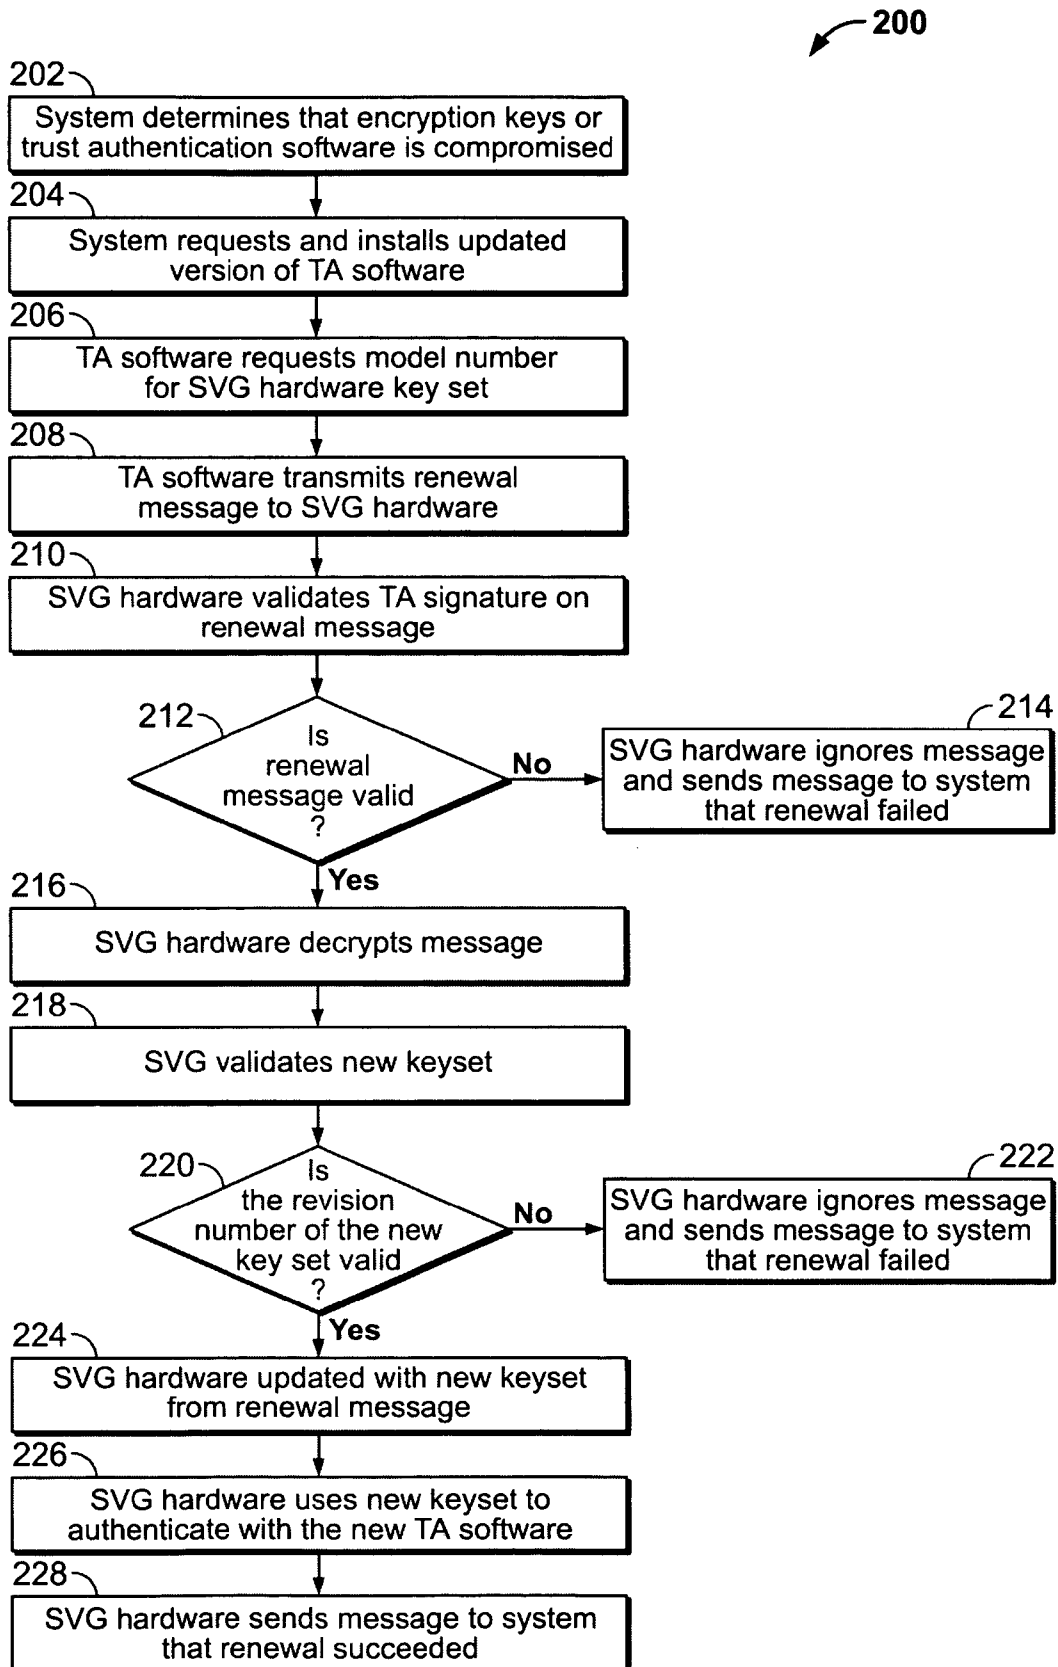 200
202
System determines that encryption keys or
trust authentication software is compromised
204
System requests and installs updated
version of TA software
206
TA software requests model number
for SVG hardware key set
208
TA software transmits renewal
message to SVG hardware
210
SVG hardware validates TA signature on
renewal message
212
Is
renewal
message valid
?
No
214
SVG hardware ignores message
and sends message to system
that renewal failed
Yes
216
SVG hardware decrypts message
218
SVG validates new keyset
220
Is
the revision
number of the new
key set valid
?
No
222
SVG hardware ignores message
and sends message to system
that renewal failed
Yes
224
SVG hardware updated with new keyset
from renewal message
226
SVG hardware uses new keyset to
authenticate with the new TA software
228
SVG hardware sends message to system
that renewal succeeded